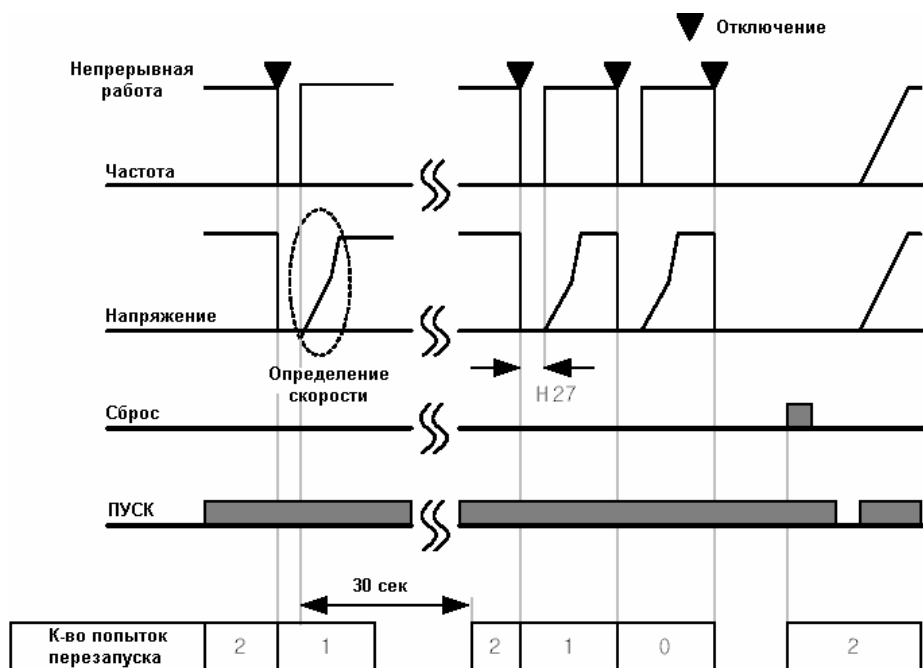 Отключение
Непрерывная
работа
Частота
Напряжение
Определение
скорости
H 27
Сброс
ПУСК
30 сек
К-во попыток
перезапуска
2 1 2 1 0 2